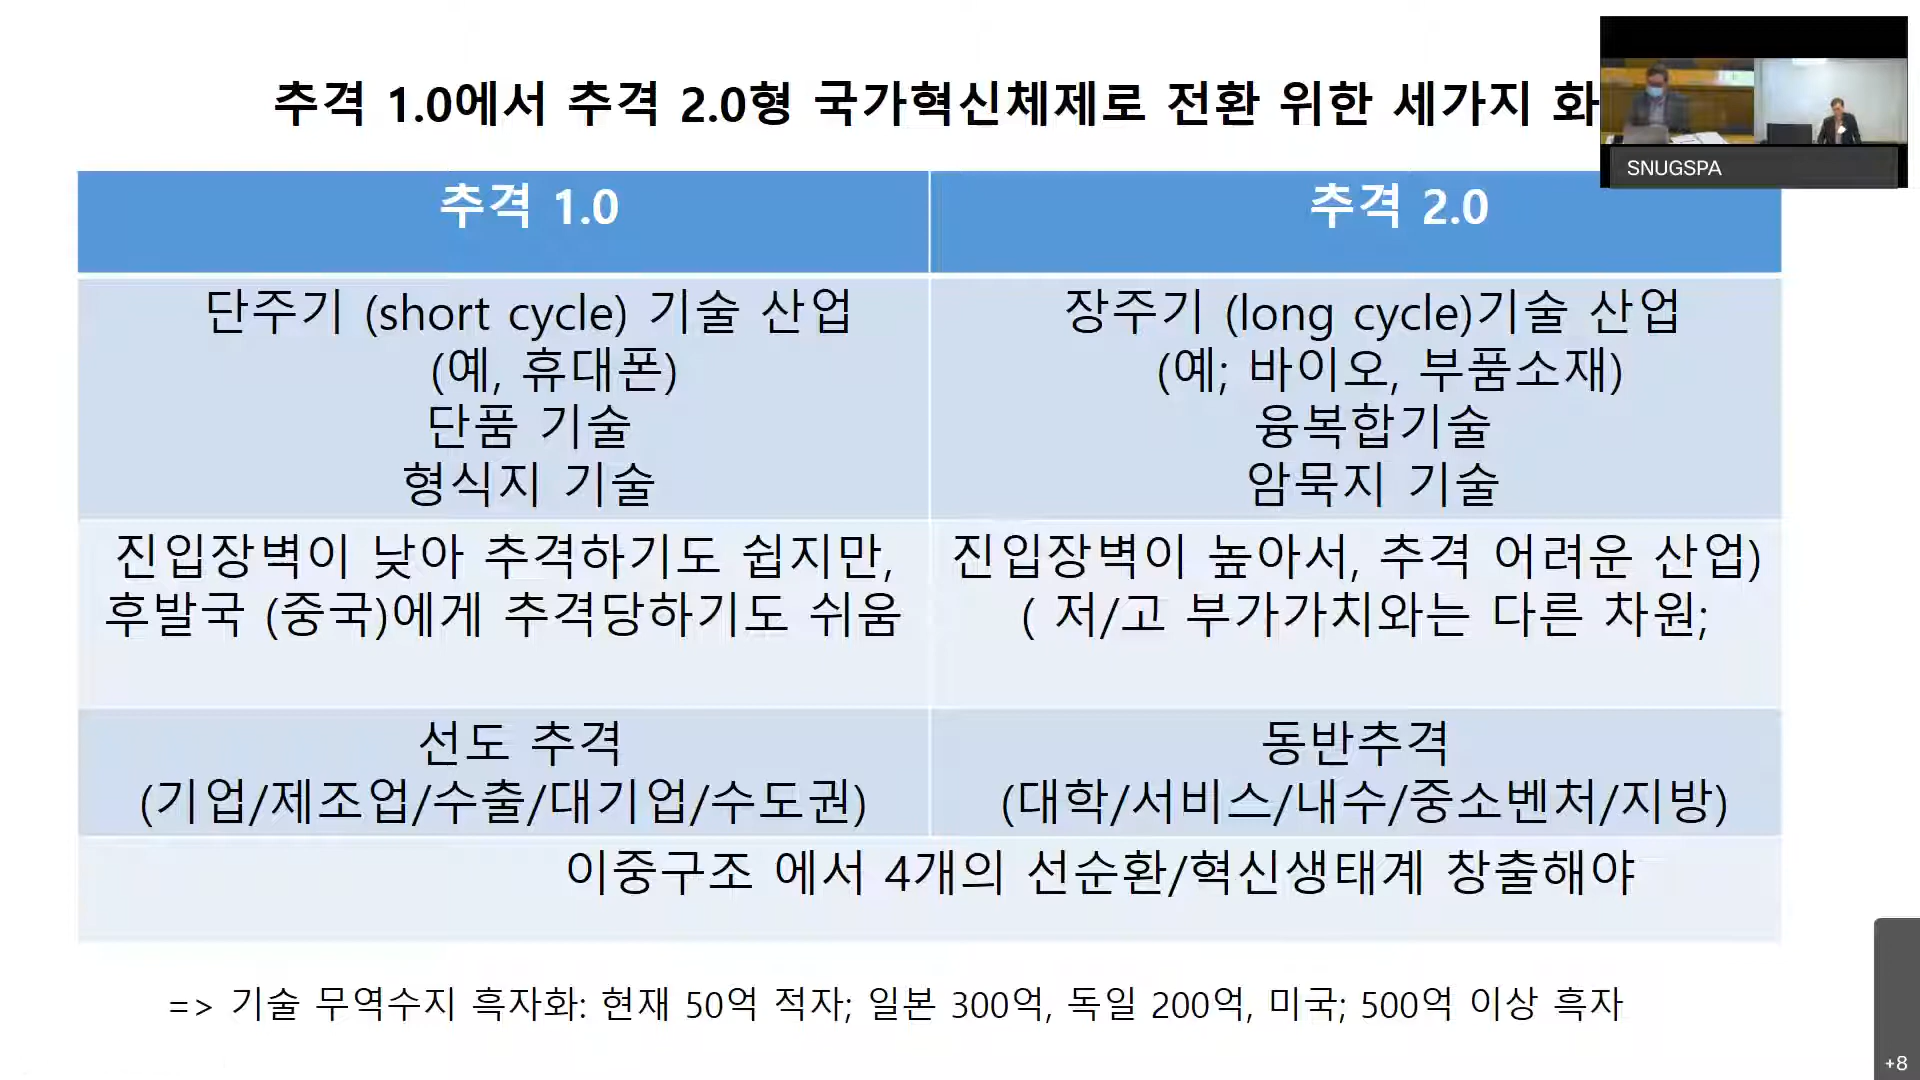 추격 1.0에서 추격 2.0형 국가혁신체제로 전환 위한 세가지 화
SNUGSPA
추격 1.0
추격 2.0
단주기 (short cycle) 기술 산업
(예, 휴대폰)
단품 기술
형식지 기술
장주기 (long cycle)기술 산업
(예; 바이오, 부품소재)
융복합기술
암묵지 기술
진입장벽이 낮아 추격하기도 쉽지만,
후발국 (중국)에게 추격당하기도 쉬움
진입장벽이 높아서, 추격 어려운 산업)
( 저/고 부가가치와는 다른 차원;
선도 추격
(기업/제조업/수출/대기업/수도권)
동반추격
(대학/서비스/내수/중소벤처/지방)
이중구조 에서 4개의 선순환/혁신생태계 창출해야
=> 기술 무역수지 흑자화: 현재 50억 적자; 일본 300억, 독일 200억, 미국; 500억 이상 흑자
+8